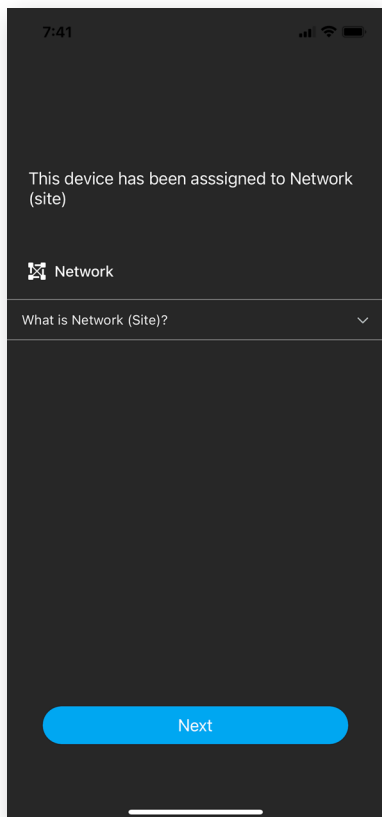 7:41
This device has been asssigned to Network
(site)
Network
What is Network (Site)?
Next